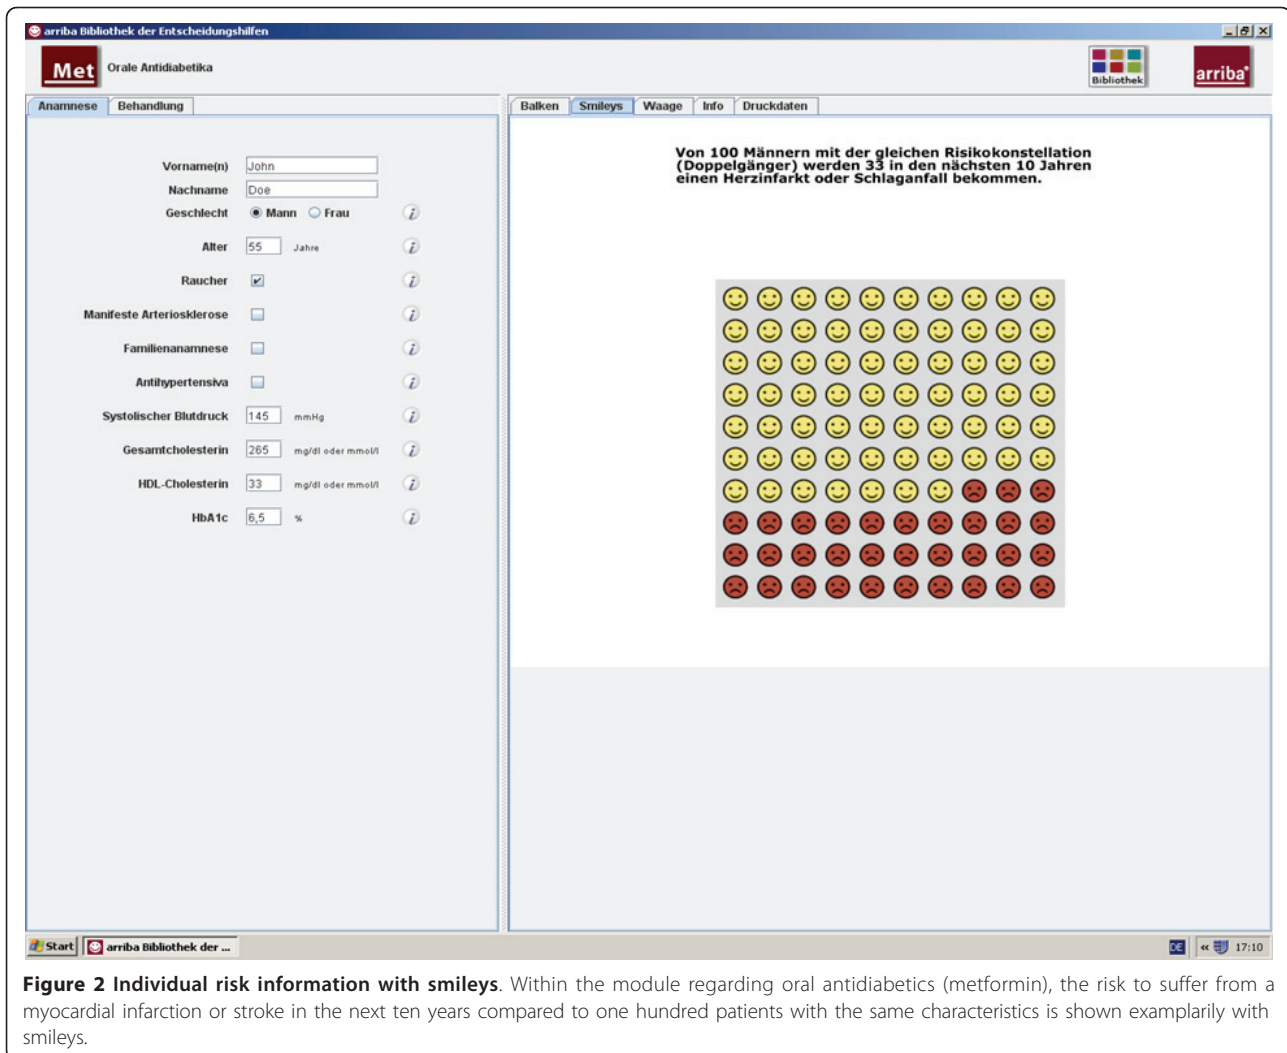 arriba Bibliothek der Entscheidungshilfen
Met Orale Antidiabetika
Bibliothek
arriba
Anamnese Behandlung
Balken Smileys Waage Info Druckdaten
Vorname(n) John
Nachname Doe
Geschlecht Mann Frau i
Alter 55 Jahre i
Raucher i
Manifeste Arteriosklerose i
Familienanamnese i
Antihypertensiva i
Systolischer Blutdruck 145 mmHg i
Gesamtcholesterin 265 mg/dl oder mmol/l i
HDL-Cholesterin 33 mg/dl oder mmol/l i
HbA1c 6,5 % i
Von 100 Männern mit der gleichen Risikokonstellation
(Doppelgänger) werden 33 in den nächsten 10 Jahren
einen Herzinfarkt oder Schlaganfall bekommen.
Start arriba Bibliothek der ... DE « 17:10
Figure 2 Individual risk information with smileys. Within the module regarding oral antidiabetics (metformin), the risk to suffer from a
myocardial infarction or stroke in the next ten years compared to one hundred patients with the same characteristics is shown examplarily with
smileys.